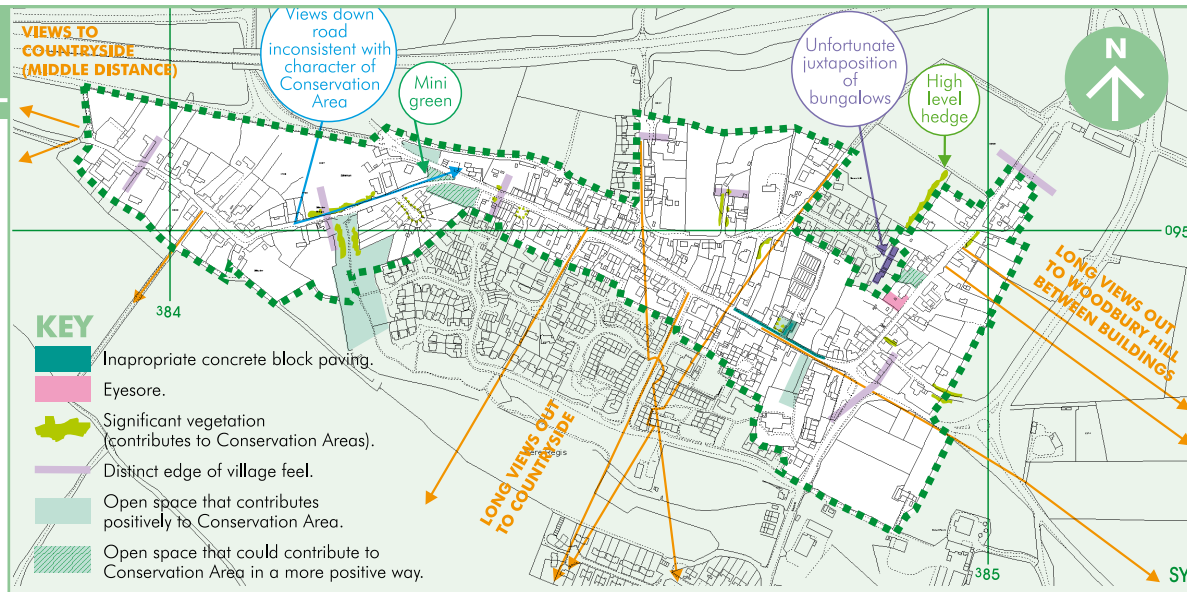 VIEWS TO
COUNTRYSIDE
(MIDDLE DISTANCE)
Views down
road
inconsistent with
character of
Conservation
Area
Mini
green
Unfortunate
juxtaposition
of
bungalows
High
level
hedge
N
095
384
LONG VIEWS OUT
TO WOODBURY HILL
BETWEEN BUILDINGS
LONG VIEWS OUT
TO COUNTRYSIDE
385
SY
KEY
Inapropriate concrete block paving.
Eyesore.
Significant vegetation
(contributes to Conservation Areas).
Distinct edge of village feel.
Open space that contributes
positively to Conservation Area.
Open space that could contribute to
Conservation Area in a more positive way.